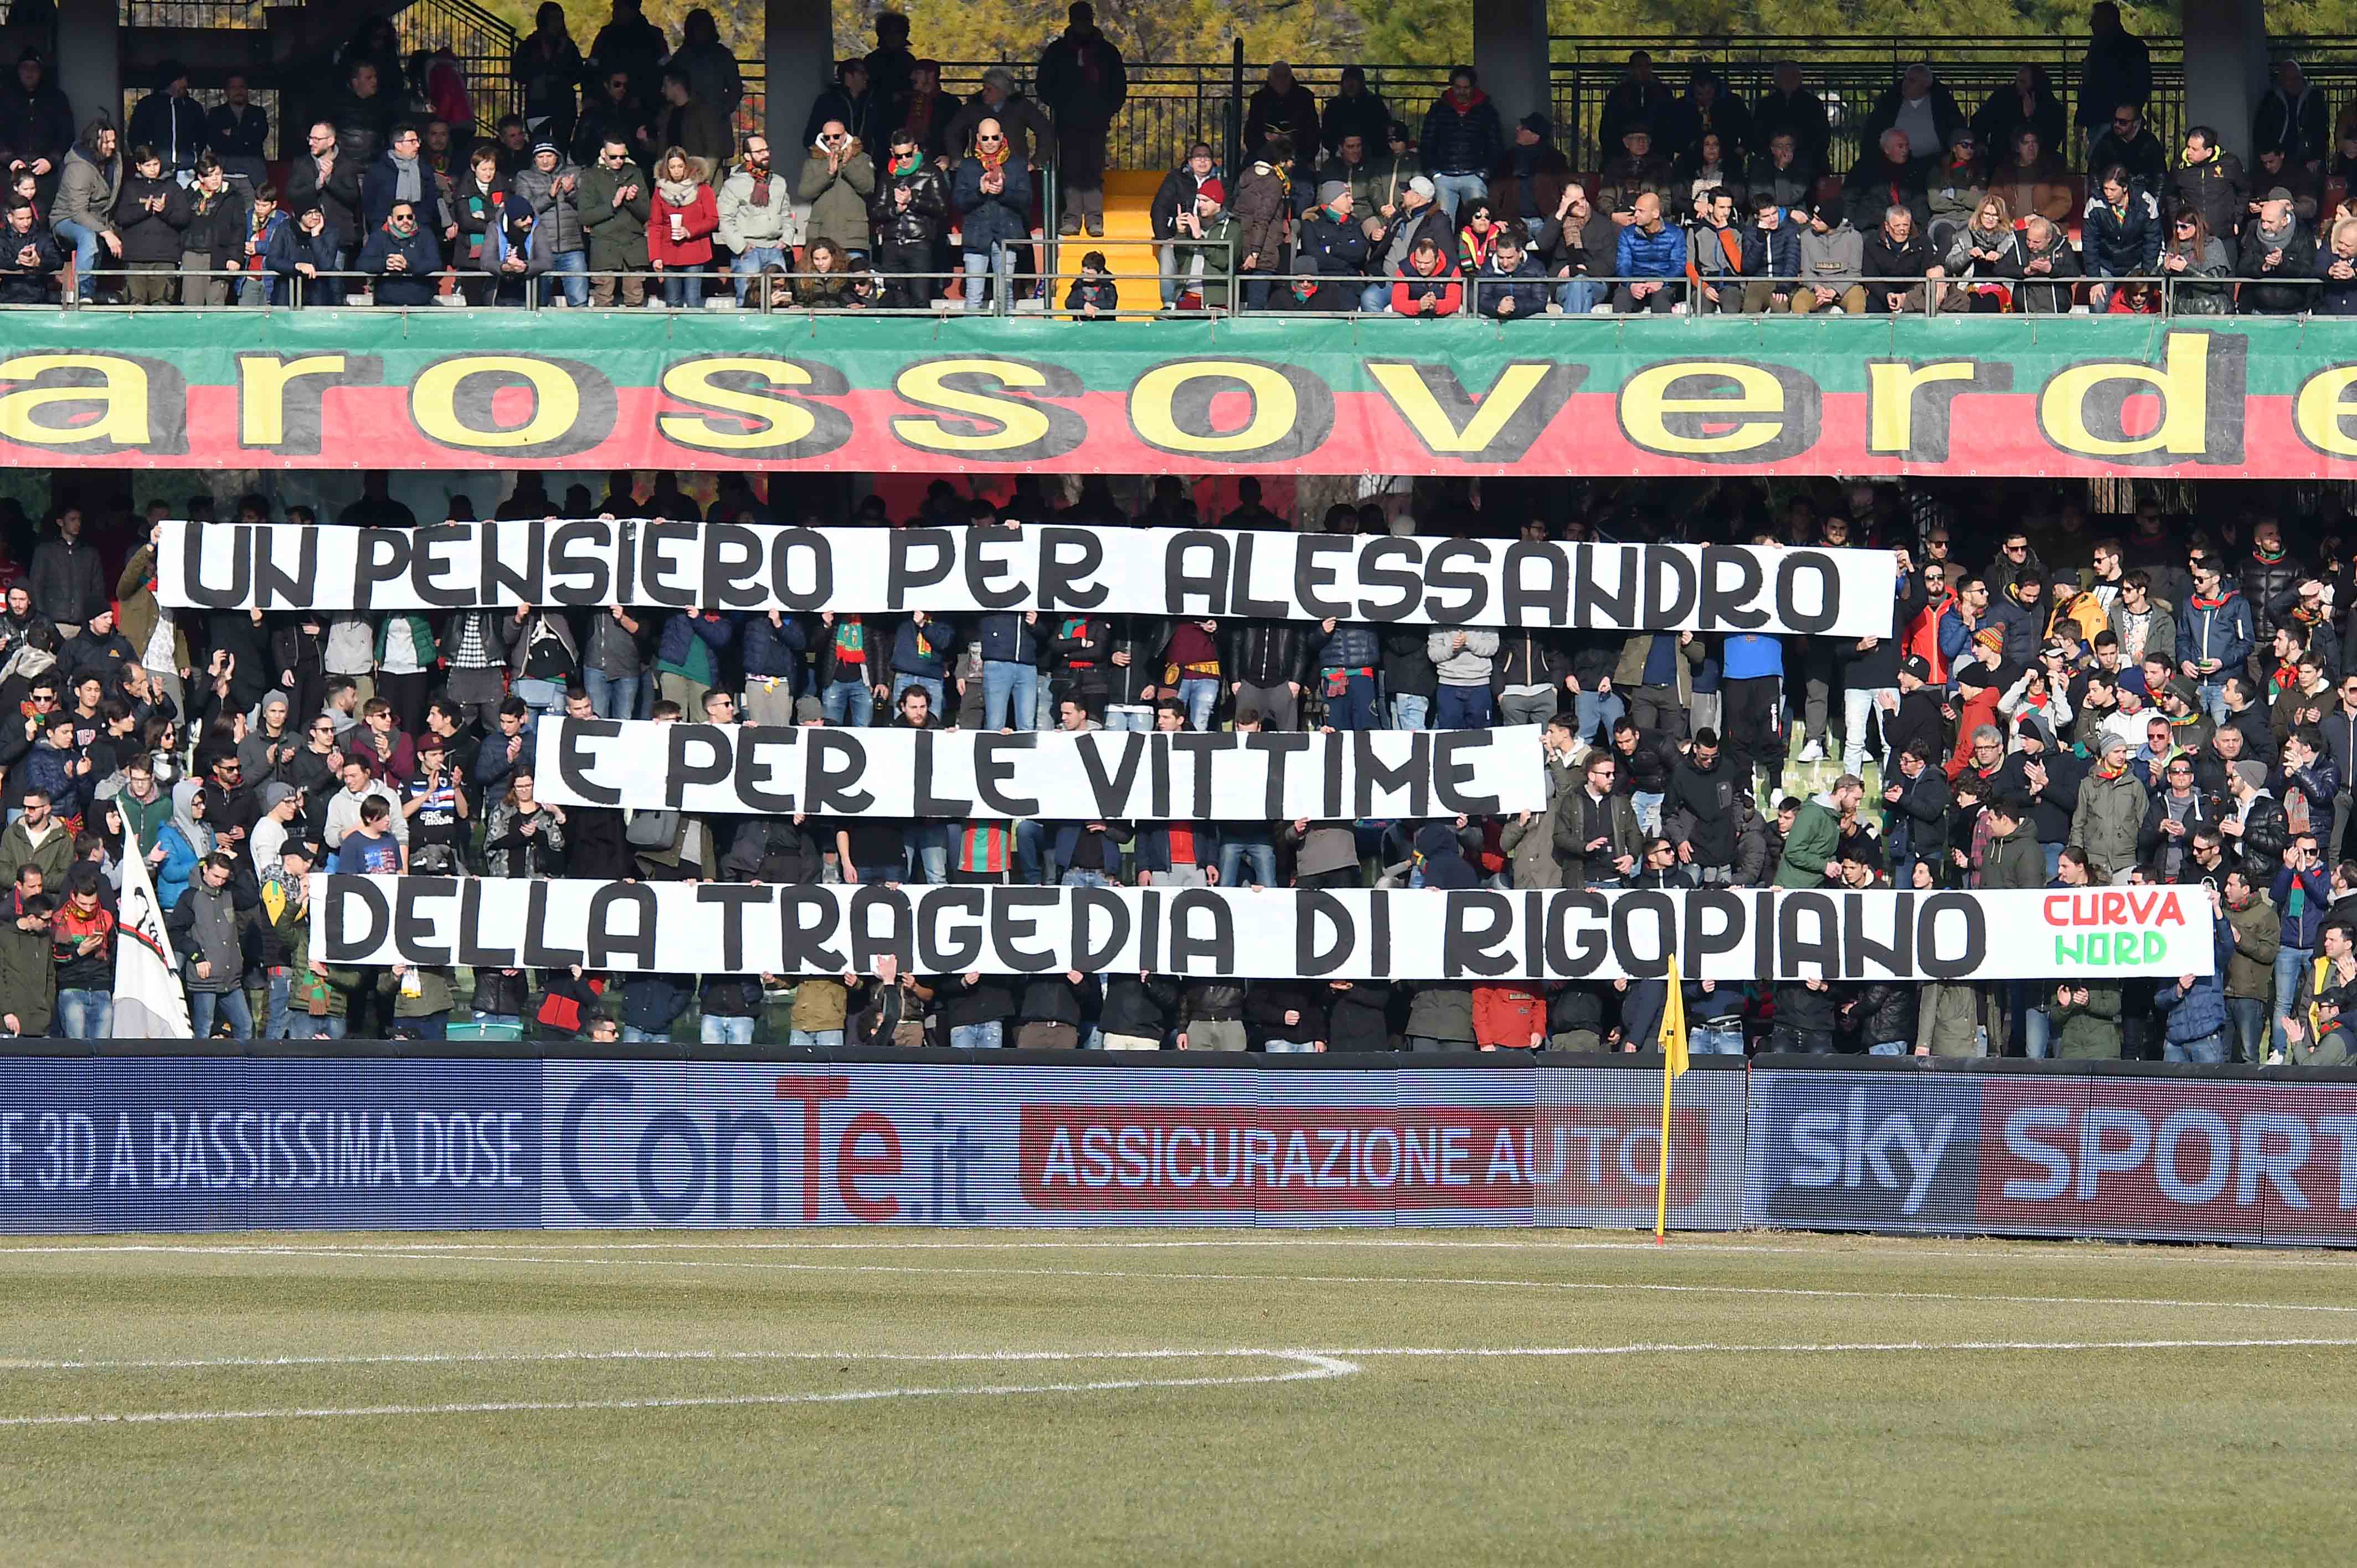 arossoverde
UN PENSIERO PER ALESSANDRO
E PER LE VITTIME
DELLA TRAGEDIA DI RIGOPIANO
CURVA
NORD
E 3D A BASSISSIMA DOSE
ConTe.it
ASSICURAZIONE AUTO
sky SPORT